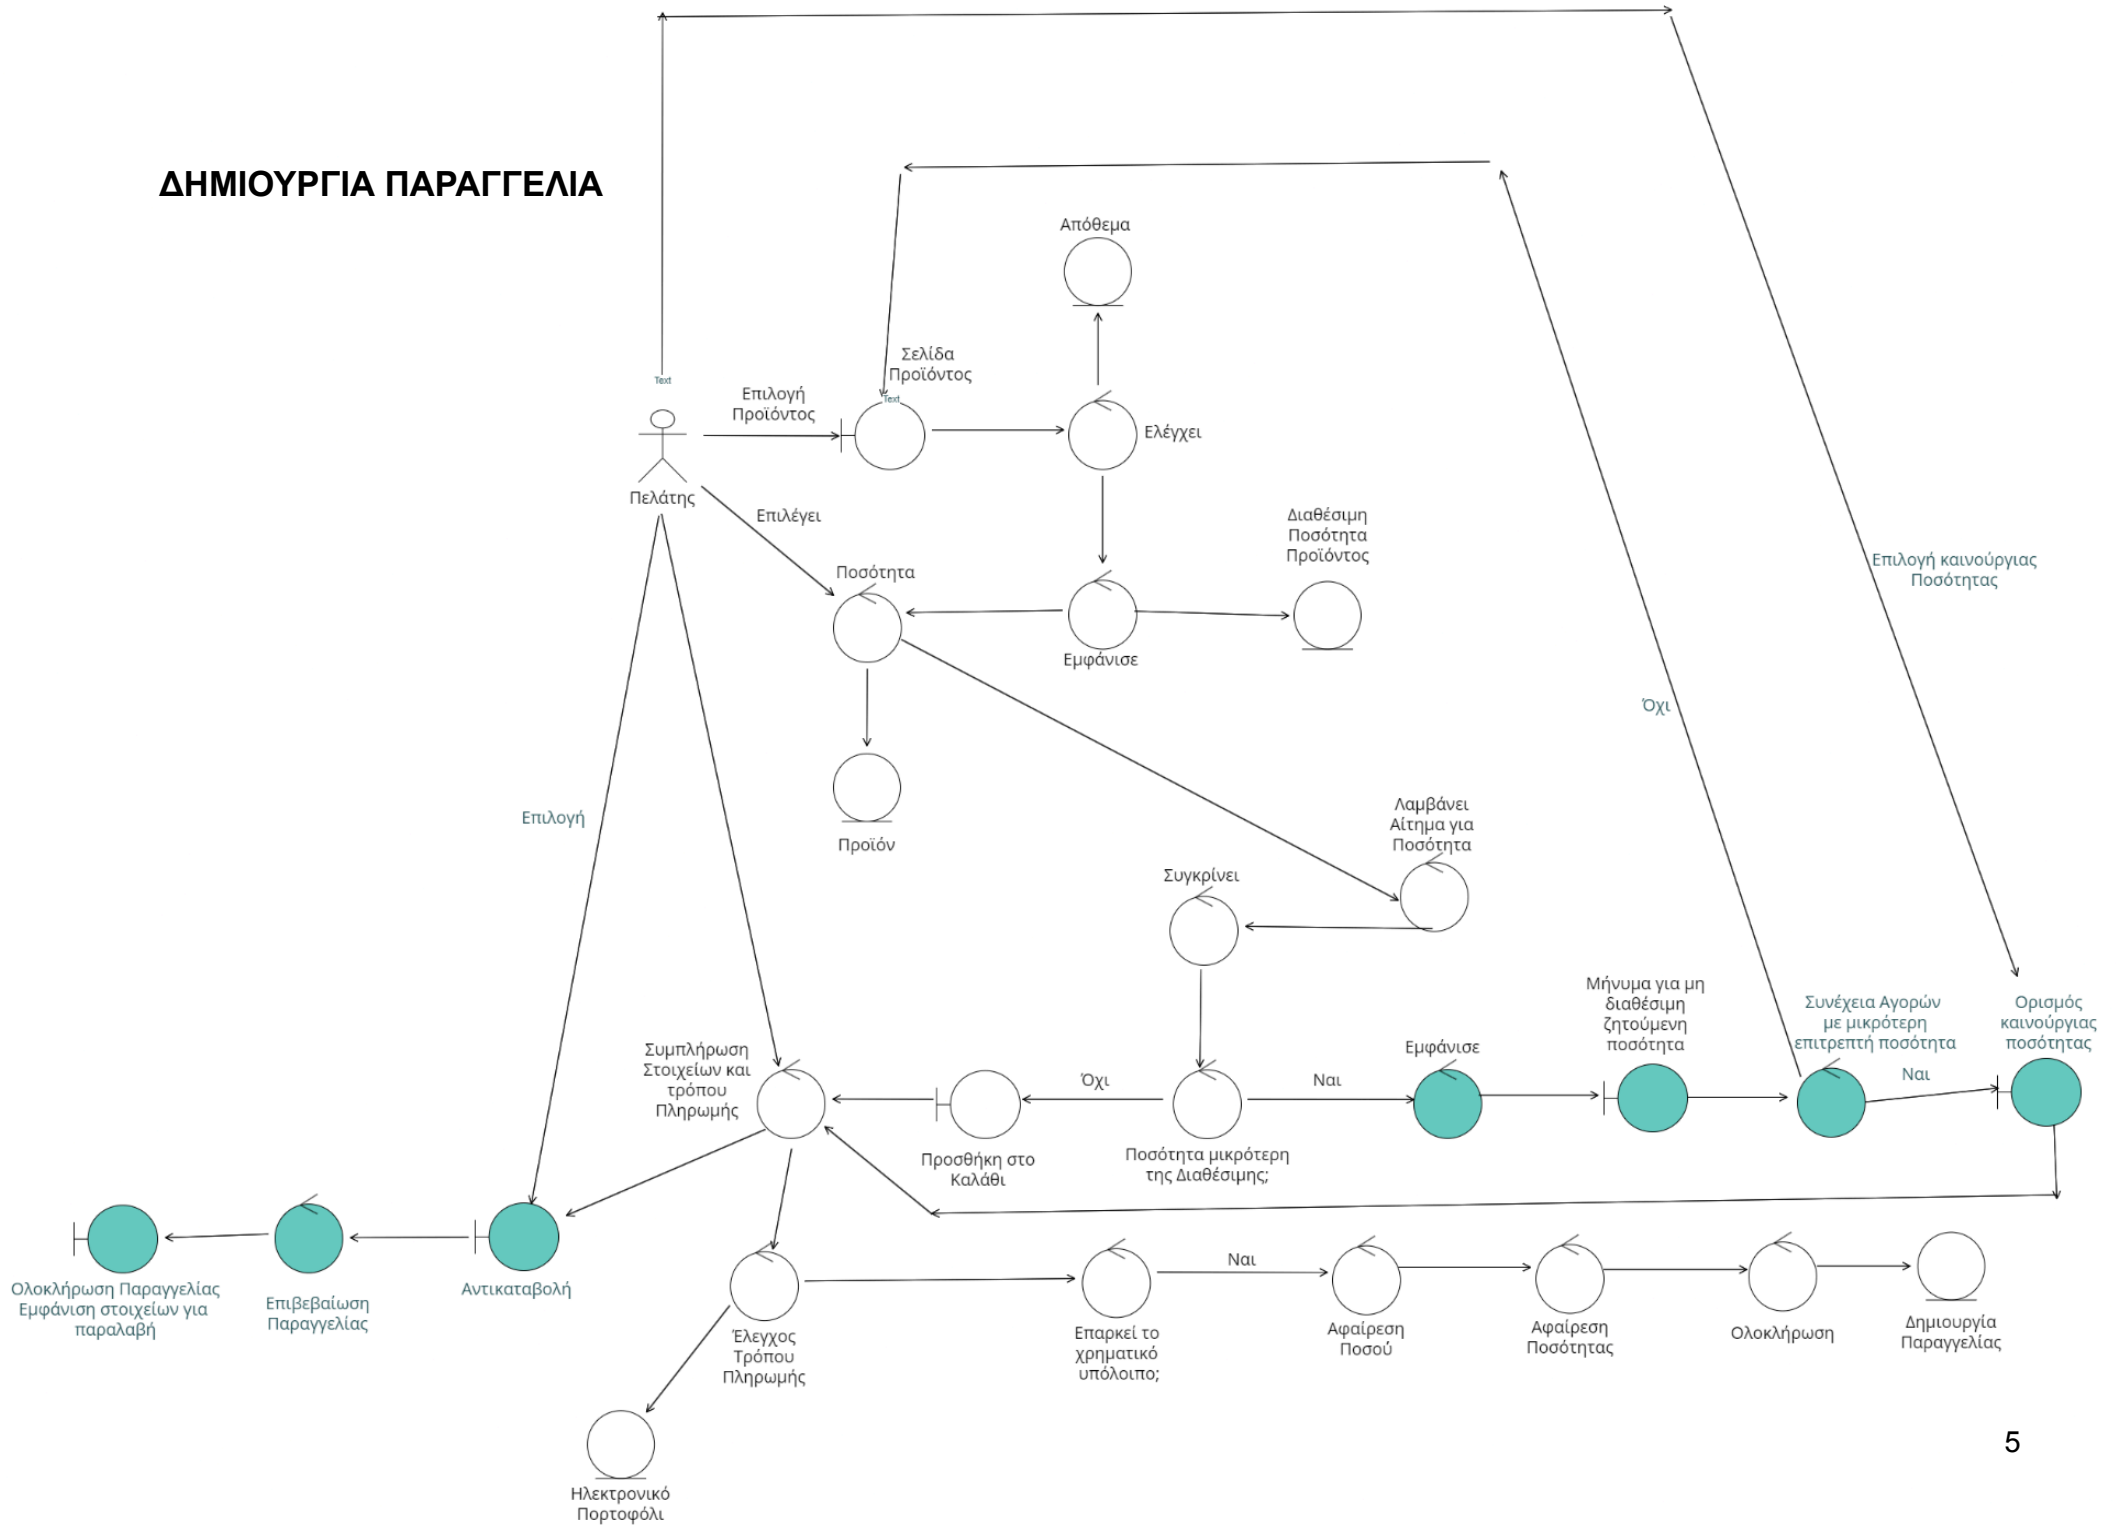 ΔΗΜΙΟΥΡΓΙΑ ΠΑΡΑΓΓΕΛΙΑ
Απόθεμα
Σελίδα
Προϊόντος
Text
Text
Επιλογή
Προϊόντος
Ελέγχει
Πελάτης
Επιλέγει
Διαθέσιμη
Ποσότητα
Προϊόντος
Επιλογή καινούργιας
Ποσότητας
Ποσότητα
Εμφάνισε
Όχι
Επιλογή
Προϊόν
Λαμβάνει
Αίτημα για
Ποσότητα
Συγκρίνει
Συμπλήρωση
Στοιχείων και
τρόπου
Πληρωμής
Όχι
Ναι
Εμφάνισε
Μήνυμα για μη
διαθέσιμη
ζητούμενη
ποσότητα
Συνέχεια Αγορών
με μικρότερη
επιτρεπτή ποσότητα
Ναι
Ορισμός
καινούργιας
ποσότητας
Προσθήκη στο
Καλάθι
Ποσότητα μικρότερη
της Διαθέσιμης;
Ολοκλήρωση Παραγγελίας
Εμφάνιση στοιχείων για
παραλαβή
Επιβεβαίωση
Παραγγελίας
Αντικαταβολή
Έλεγχος
Τρόπου
Πληρωμής
Επαρκεί το
χρηματικό
υπόλοιπο;
Ναι
Αφαίρεση
Ποσού
Αφαίρεση
Ποσότητας
Ολοκλήρωση
Δημιουργία
Παραγγελίας
Ηλεκτρονικό
Πορτοφόλι
5